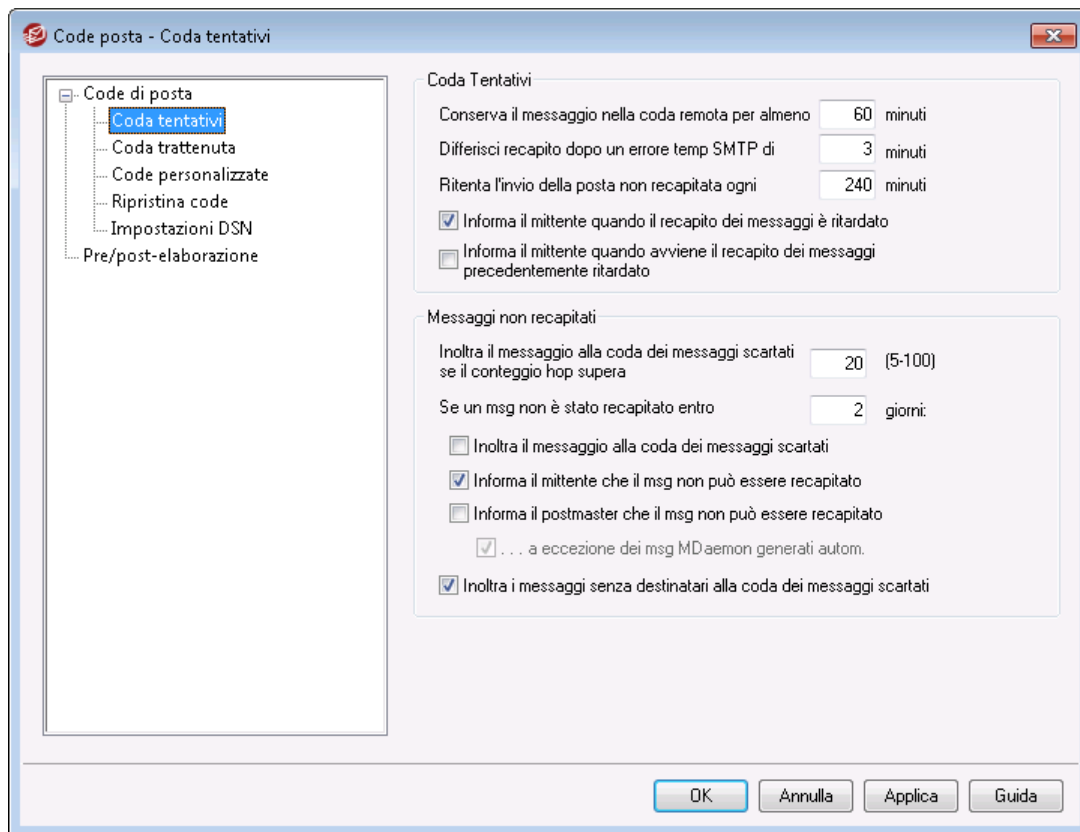 Code posta - Coda tentativi
Code di posta
Coda tentativi
Coda trattenuta
Code personalizzate
Ripristina code
Impostazioni DSN
Pre/post-elaborazione
Coda Tentativi
Conserva il messaggio nella coda remota per almeno 60 minuti
Differisci recapito dopo un errore temp SMTP di 3 minuti
Ritenta l'invio della posta non recapitata ogni 240 minuti
Informa il mittente quando il recapito dei messaggi è ritardato
Informa il mittente quando avviene il recapito dei messaggi
precedentemente ritardato
Messaggi non recapitati
Inoltra il messaggio alla coda dei messaggi scartati
se il conteggio hop supera 20 (5-100)
Se un msg non è stato recapitato entro 2 giorni:
Inoltra il messaggio alla coda dei messaggi scartati
Informa il mittente che il msg non può essere recapitato
Informa il postmaster che il msg non può essere recapitato
. . . a eccezione dei msg MDaemon generati autom.
Inoltra i messaggi senza destinatari alla coda dei messaggi scartati
OK Annulla Applica Guida